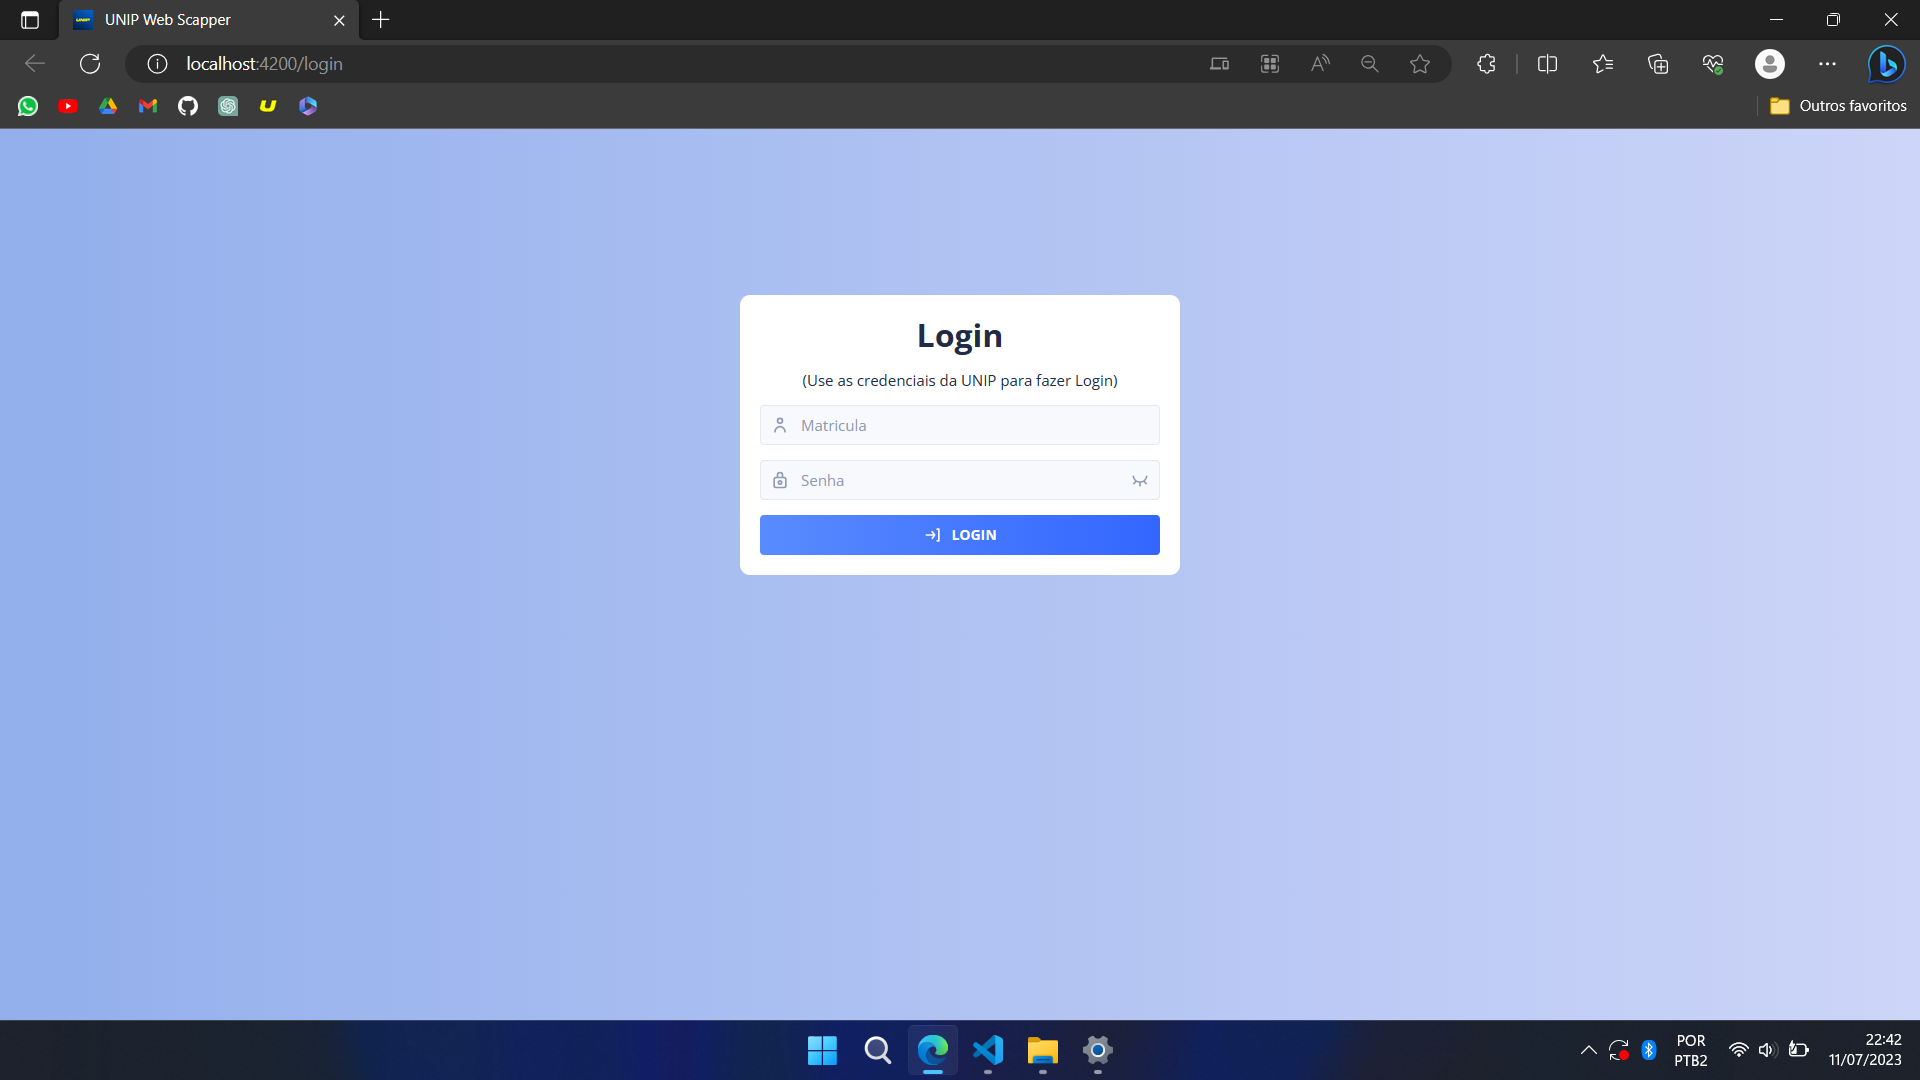 UNIP Web Scapper
localhost:4200/login
Outros favoritos
Login
(Use as credenciais da UNIP para fazer Login)
Matricula
Senha
LOGIN
POR
PTB2
22:42
11/07/2023